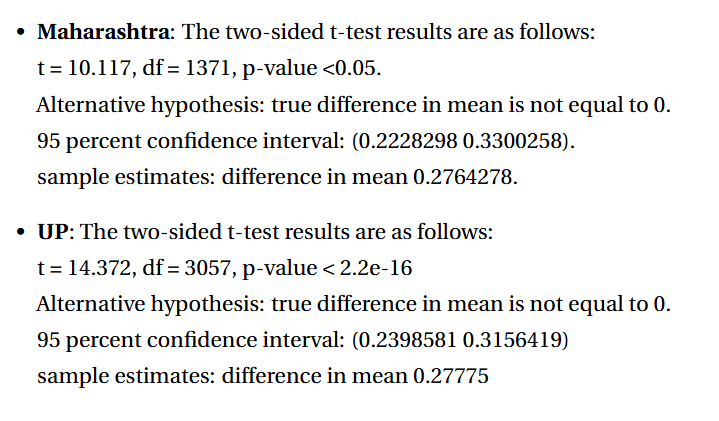 • Maharashtra: The two-sided t-test results are as follows:
t = 10.117, df = 1371, p-value <0.05.
Alternative hypothesis: true difference in mean is not equal to 0.
95 percent confidence interval: (0.2228298 0.3300258).
sample estimates: difference in mean 0.2764278.
• UP: The two-sided t-test results are as follows:
t = 14.372, df = 3057, p-value < 2.2e-16
Alternative hypothesis: true difference in mean is not equal to 0.
95 percent confidence interval: (0.2398581 0.3156419)
sample estimates: difference in mean 0.27775